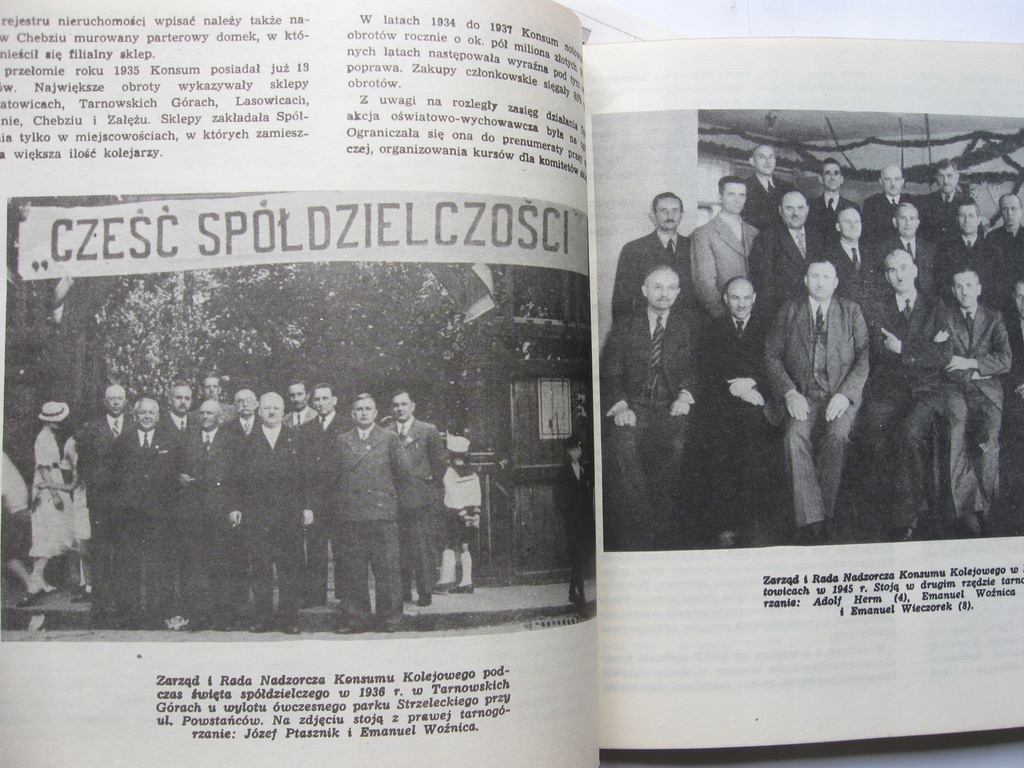 rejestru nieruchomości wpisać należy także na-
w Chebziu murowany parterowy domek, w któ-
mieścił się filialny sklep.
przełomie roku 1935 Konsum posiadał już 13
ów. Największe obroty wykazywały sklepy
atowicach, Tarnowskich Górach, Lasowicach,
nie, Chebziu i Załężu. Sklepy zakładała Spół-
nia tylko w miejscowościach, w których zamiesz-
a większa ilość kolejarzy.
W latach 1934 do 1937 Konsum
obrotów rocznie o ok. pół miliona złotych.
nych latach następowała wyraźna pod tym
poprawa. Zakupy członkowskie sięgały 80%
obrotów.
Z uwagi na rozległy zasięg działania
akcja oświatowo-wychowawcza była na
Ograniczała się ona do prenumeraty prasy
czej, organizowania kursów dla komitetów
„CZEŚĆ SPÓŁDZIELCZOŚCI
Zarząd i Rada Nadzorcza Konsumu Kolejowego pod-
czas święta spółdzielczego w 1936 r. w Tarnowskich
Górach u wylotu ówczesnego parku Strzeleckiego przy
ul. Powstańców. Na zdjęciu stoją z prawej tarnogó-
rzanie: Józef Ptasznik i Emanuel Woźnica.
Zarząd i Rada Nadzorcza Konsumu Kolejowego w
towicach w 1945 r. Stoją w drugim rzędzie tarno
rzanie: Adolf Herm (4), Emanuel Woźnica
i Emanuel Wieczorek (8).